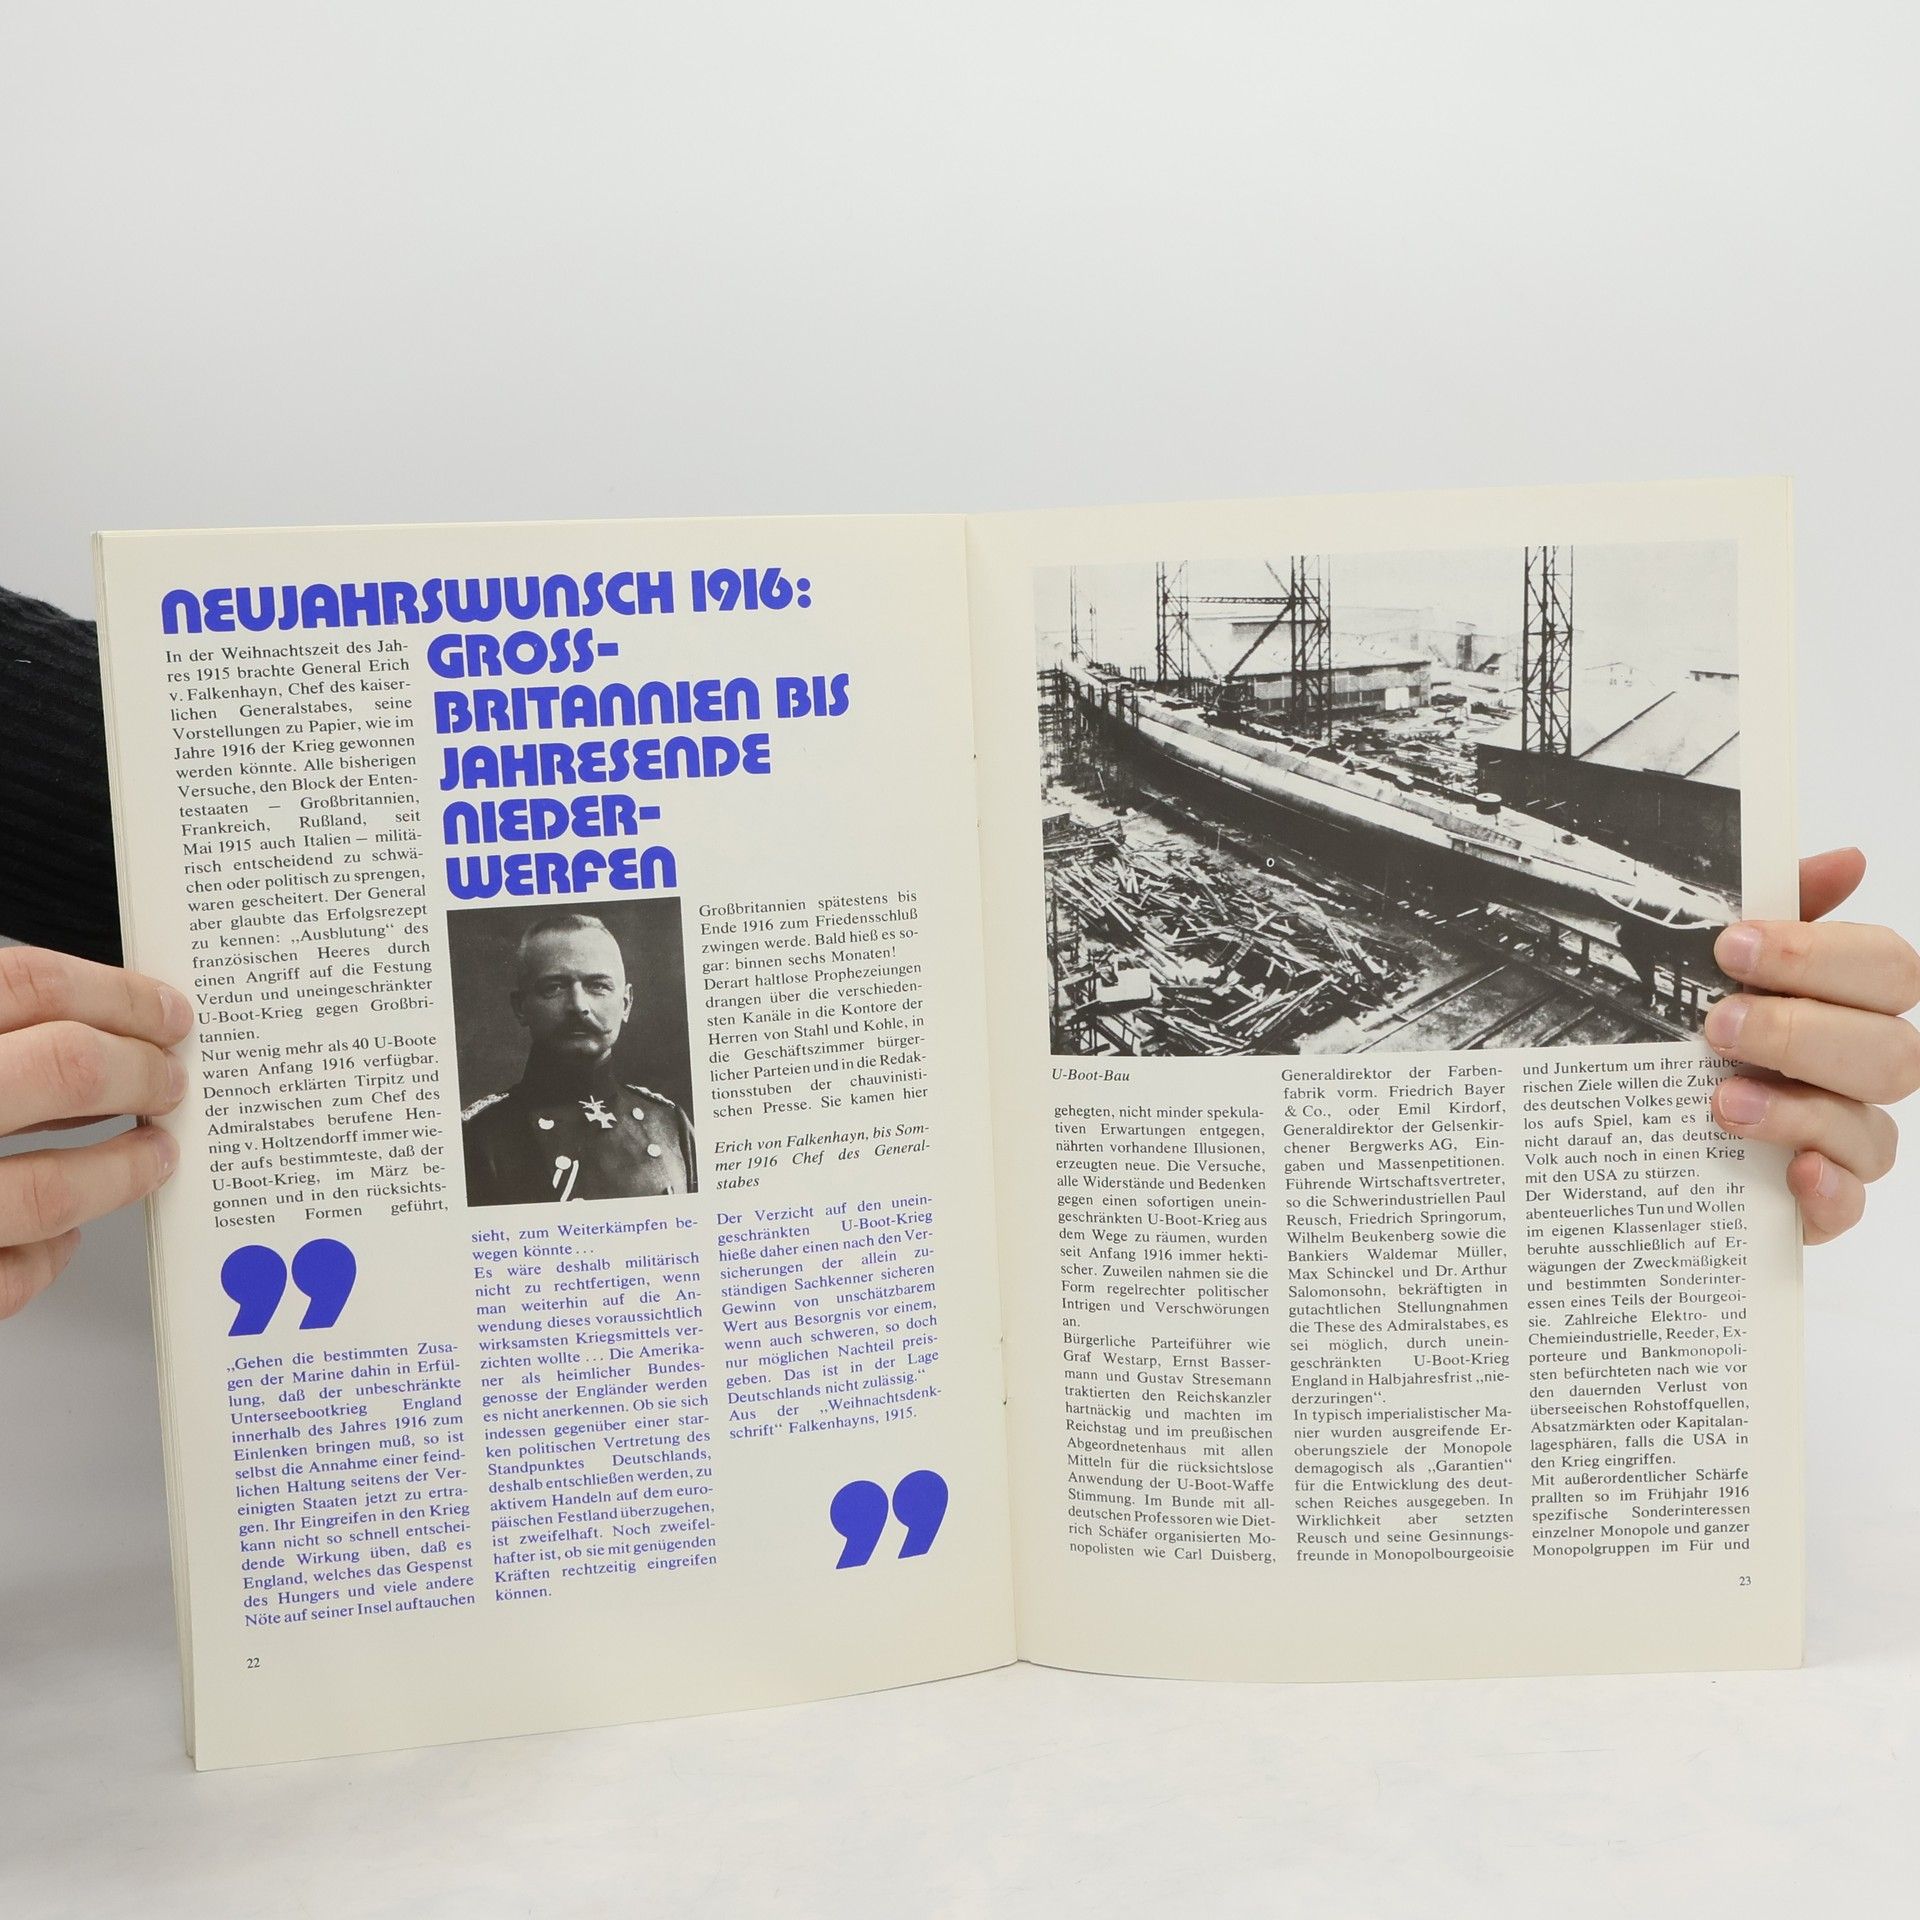 NEUJAHRSWUNSCH 1916:
GROSS-
BRITANNIEN BIS
JAHRESENDE
NIEDER-
WERFEN
In der Weihnachtszeit des Jah-
res 1915 brachte General Erich
v. Falkenhayn, Chef des kaiser-
lichen Generalstabes, seine
Vorstellungen zu Papier, wie im
Jahre 1916 der Krieg gewonnen
werden könnte. Alle bisherigen
Versuche, den Block der Enten-
testaaten — Großbritannien,
Frankreich, Rußland, seit
Mai 1915 auch Italien — militä-
risch entscheidend zu schwä-
chen oder politisch zu sprengen,
waren gescheitert. Der General
aber glaubte das Erfolgsrezept
zu kennen: „Ausblutung“ des
französischen Heeres durch
einen Angriff auf die Festung
Verdun und uneingeschränkter
U-Boot-Krieg gegen Großbri-
tannien.
Nur wenig mehr als 40 U-Boote
waren Anfang 1916 verfügbar.
Dennoch erklärten Tirpitz und
der inzwischen zum Chef des
Admiralstabes berufene Hen-
ning v. Holtzendorff immer wie-
der aufs bestimmteste, daß der
U-Boot-Krieg, im März be-
gonnen und in den rücksichts-
losesten Formen geführt,
Großbritannien spätestens bis
Ende 1916 zum Friedensschluß
zwingen werde. Bald hieß es so-
gar: binnen sechs Monaten!
Derart haltlose Prophezeiungen
drangen über die verschieden-
sten Kanäle in die Kontore der
Herren von Stahl und Kohle, in
die Geschäftszimmer bürger-
licher Parteien und in die Redak-
tionsstuben der chauvinisti-
schen Presse. Sie kamen hier
Erich von Falkenhayn, bis Som-
mer 1916 Chef des General-
stabes
„Gehen die bestimmten Zusa-
gen der Marine dahin in Erfül-
lung, daß der unbeschränkte
Unterseebootkrieg England
innerhalb des Jahres 1916 zum
Einlenken bringen muß, so ist
selbst die Annahme einer feind-
lichen Haltung seitens der Ver-
einigten Staaten jetzt zu ertra-
gen. Ihr Eingreifen in den Krieg
kann nicht so schnell entschei-
dende Wirkung üben, daß es
England, welches das Gespenst
des Hungers und viele andere
Nöte auf seiner Insel auftauchen
sieht, zum Weiterkämpfen be-
wegen könnte ...
Es wäre deshalb militärisch
nicht zu rechtfertigen, wenn
man weiterhin auf die An-
wendung dieses voraussichtlich
wirksamsten Kriegsmittels ver-
zichten wollte ... Die Amerika-
ner als heimlicher Bundes-
genosse der Engländer werden
es nicht anerkennen. Ob sie sich
indessen gegenüber einer star-
ken politischen Vertretung des
Standpunktes Deutschlands,
deshalb entschließen werden, zu
aktivem Handeln auf dem euro-
päischen Festland überzugehen,
ist zweifelhaft. Noch zweifel-
hafter ist, ob sie mit genügenden
Kräften rechtzeitig eingreifen
können.
Der Verzicht auf den unein-
geschränkten U-Boot-Krieg
hieße daher einen nach den Ver-
sicherungen der allein zu-
ständigen Sachkenner sicheren
Gewinn von unschätzbarem
Wert aus Besorgnis vor einem,
wenn auch schweren, so doch
nur möglichen Nachteil preis-
geben. Das ist in der Lage
Deutschlands nicht zulässig.“
Aus der „Weihnachtsdenk-
schrift“ Falkenhayns, 1915.
22
U-Boot-Bau
gehegten, nicht minder spekula-
tiven Erwartungen entgegen,
nährten vorhandene Illusionen,
erzeugten neue. Die Versuche,
alle Widerstände und Bedenken
gegen einen sofortigen unein-
geschränkten U-Boot-Krieg aus
dem Wege zu räumen, wurden
seit Anfang 1916 immer hekti-
scher. Zuweilen nahmen sie die
Form regelrechter politischer
Intrigen und Verschwörungen
an.
Bürgerliche Parteiführer wie
Graf Westarp, Ernst Basser-
mann und Gustav Stresemann
traktierten den Reichskanzler
hartnäckig und machten im
Reichstag und im preußischen
Abgeordnetenhaus mit allen
Mitteln für die rücksichtslose
Anwendung der U-Boot-Waffe
Stimmung. Im Bunde mit all-
deutschen Professoren wie Diet-
rich Schäfer organisierten Mo-
nopolisten wie Carl Duisberg,
Generaldirektor der Farben-
fabrik vorm. Friedrich Bayer
& Co., oder Emil Kirdorf,
Generaldirektor der Gelsenkir-
chener Bergwerks AG, Ein-
gaben und Massenpetitionen.
Führende Wirtschaftsvertreter,
so die Schwerindustriellen Paul
Reusch, Friedrich Springorum,
Wilhelm Beukenberg sowie die
Bankiers Waldemar Müller,
Max Schinckel und Dr. Arthur
Salomonsohn, bekräftigten in
gutachtlichen Stellungnahmen
die These des Admiralstabes, es
sei möglich, durch unein-
geschränkten U-Boot-Krieg
England in Halbjahresfrist „nie-
derzuringen“.
In typisch imperialistischer Ma-
nier wurden ausgreifende Er-
oberungsziele der Monopole
demagogisch als „Garantien“
für die Entwicklung des deut-
schen Reiches ausgegeben. In
Wirklichkeit aber setzten
Reusch und seine Gesinnungs-
freunde in Monopolbourgeoisie
und Junkertum um ihrer räube-
rischen Ziele willen die
des deutschen Volkes
los aufs Spiel, kam es
nicht darauf an, das deutsche
Volk auch noch in einen Krieg
mit den USA zu stürzen.
Der Widerstand, auf den ihr
abenteuerliches Tun und Wollen
im eigenen Klassenlager stieß,
beruhte ausschließlich auf Er-
wägungen der Zweckmäßigkeit
und bestimmten Sonderinter-
essen eines Teils der Bourgeoi-
sie. Zahlreiche Elektro- und
Chemieindustrielle, Reeder, Ex-
porteure und Bankmonopoli-
sten befürchteten nach wie vor
den dauernden Verlust von
überseeischen Rohstoffquellen,
Absatzmärkten oder Kapitalan-
lagesphären, falls die USA in
den Krieg eingriffen.
Mit außerordentlicher Schärfe
prallten so im Frühjahr 1916
spezifische Sonderinteressen
einzelner Monopole und ganzer
Monopolgruppen im Für und
23